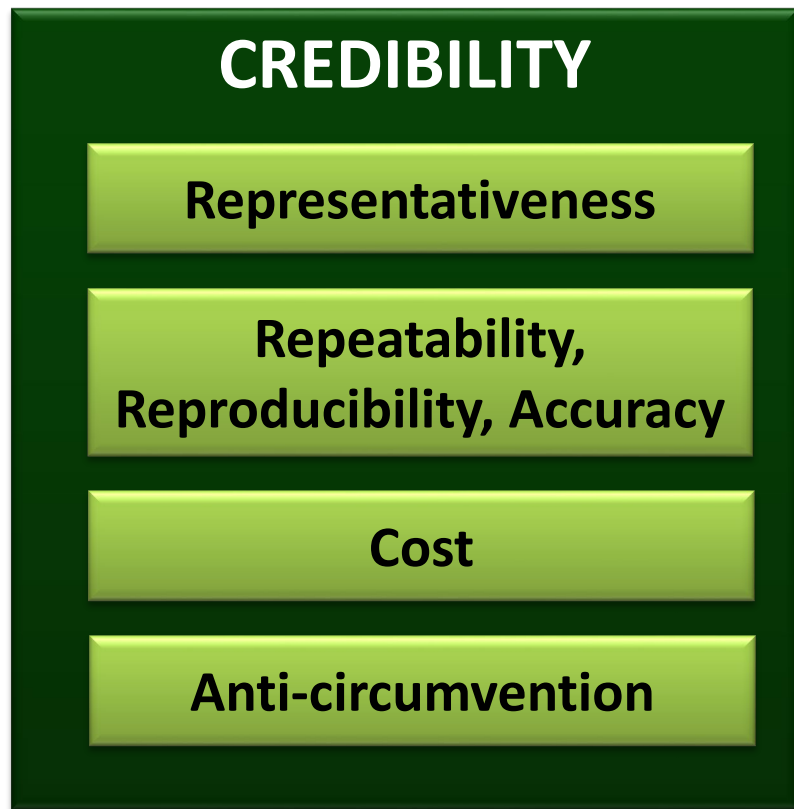 CREDIBILITY
Representativeness
Repeatability,
Reproducibility, Accuracy
Cost
Anti-circumvention